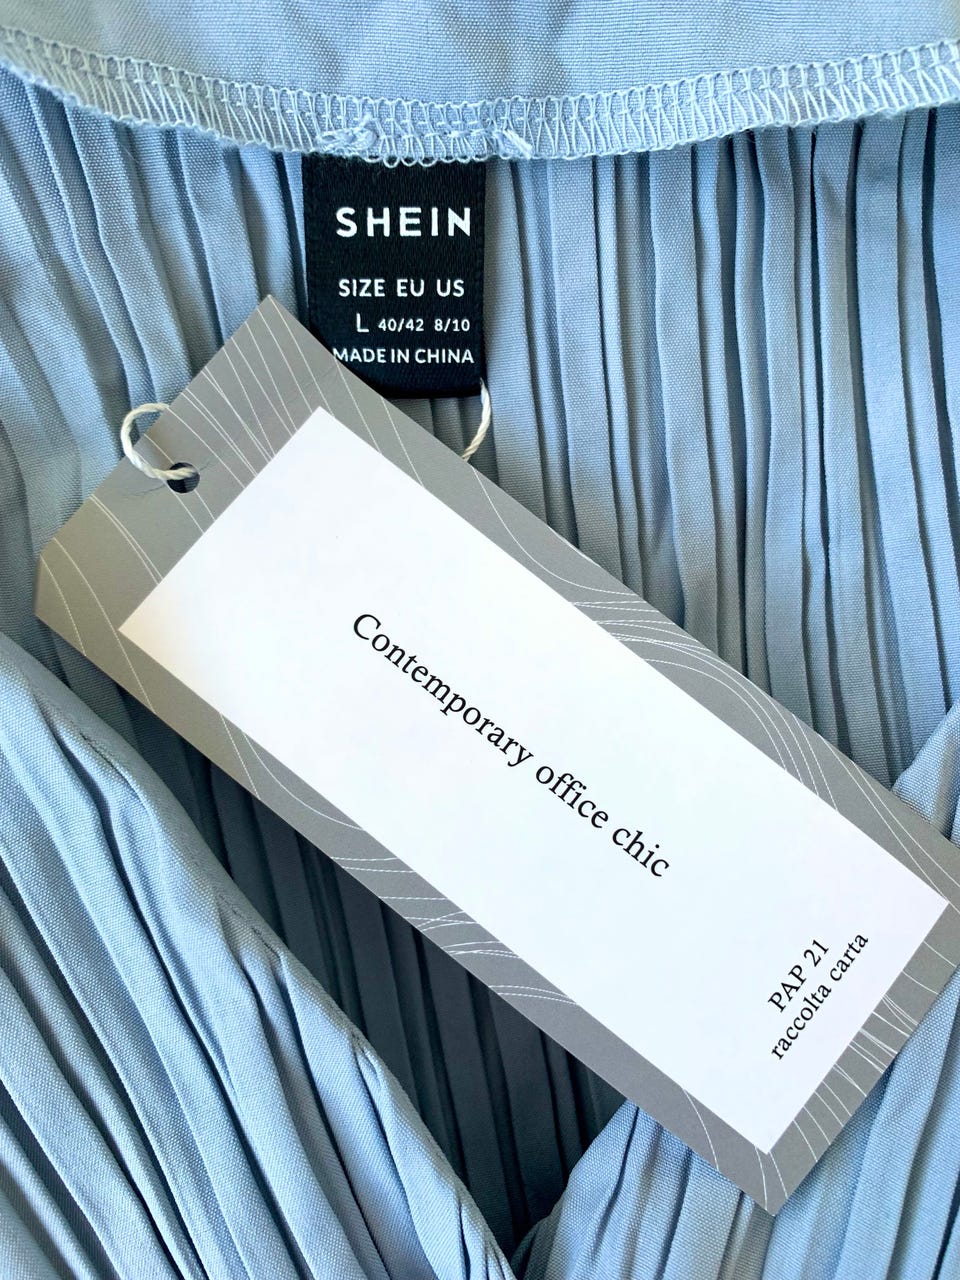 SHEIN
SIZE EU US
L 40/42 8/10
MADE IN CHINA
Contemporary office chic
PAP 21
raccolta carta